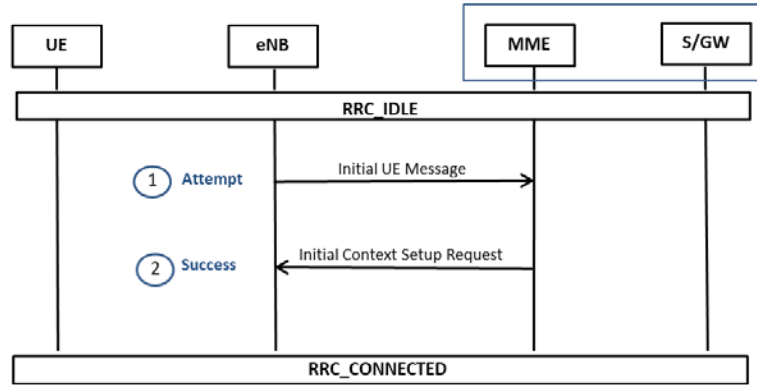 UE
eNB
MME
S/GW
RRC_IDLE
1 Attempt
Initial UE Message
2 Success
Initial Context Setup Request
RRC_CONNECTED